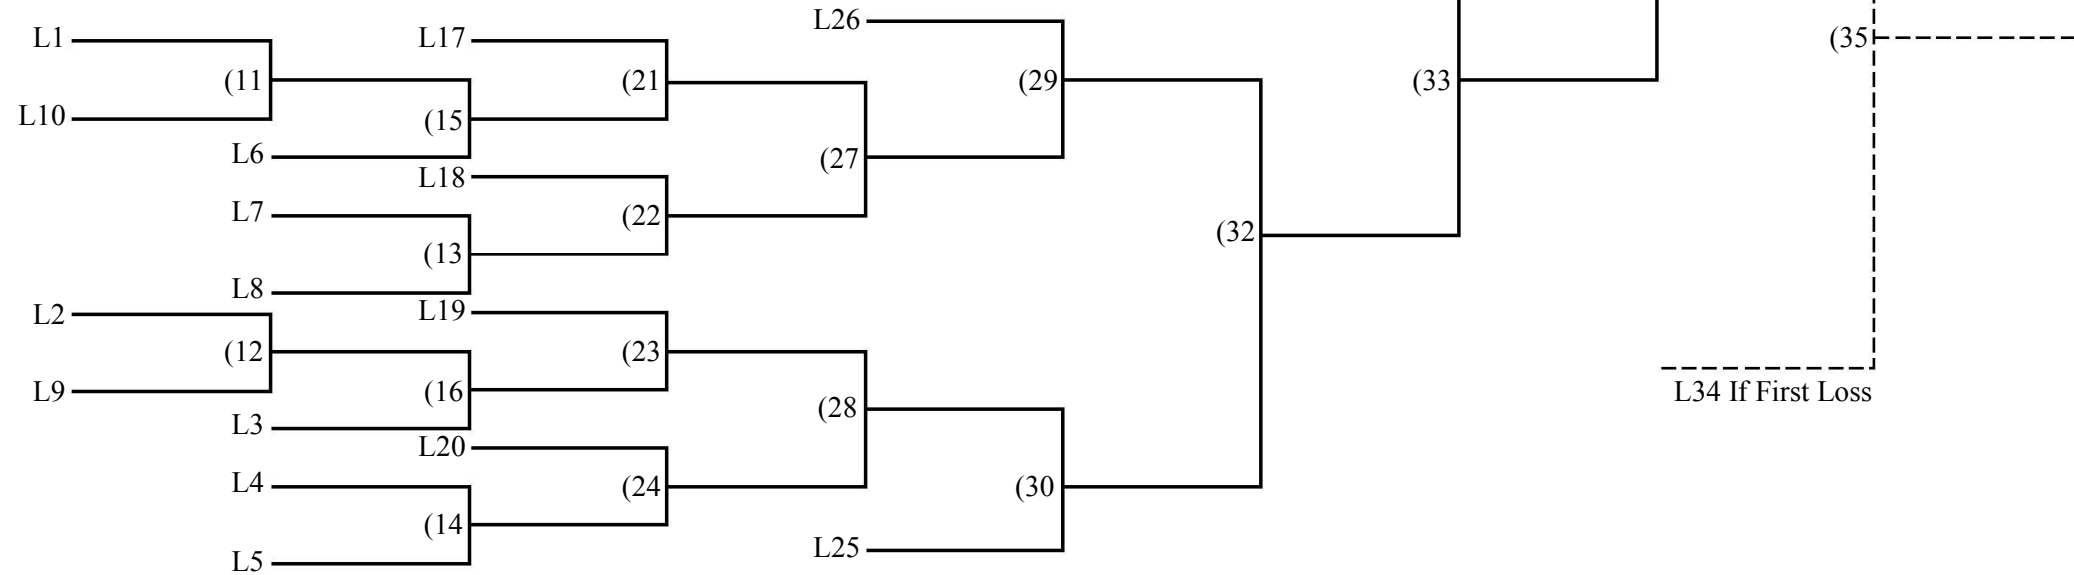 L26
L1
L17
(35
(11
(21
(29
(33
L10
(15
L6
(27
L18
L7
(22
(32
(13
L8
L2
L19
(12
(23
L9
(16
L34 If First Loss
(28
L3
L20
L4
(24
(30
(14
L25
L5